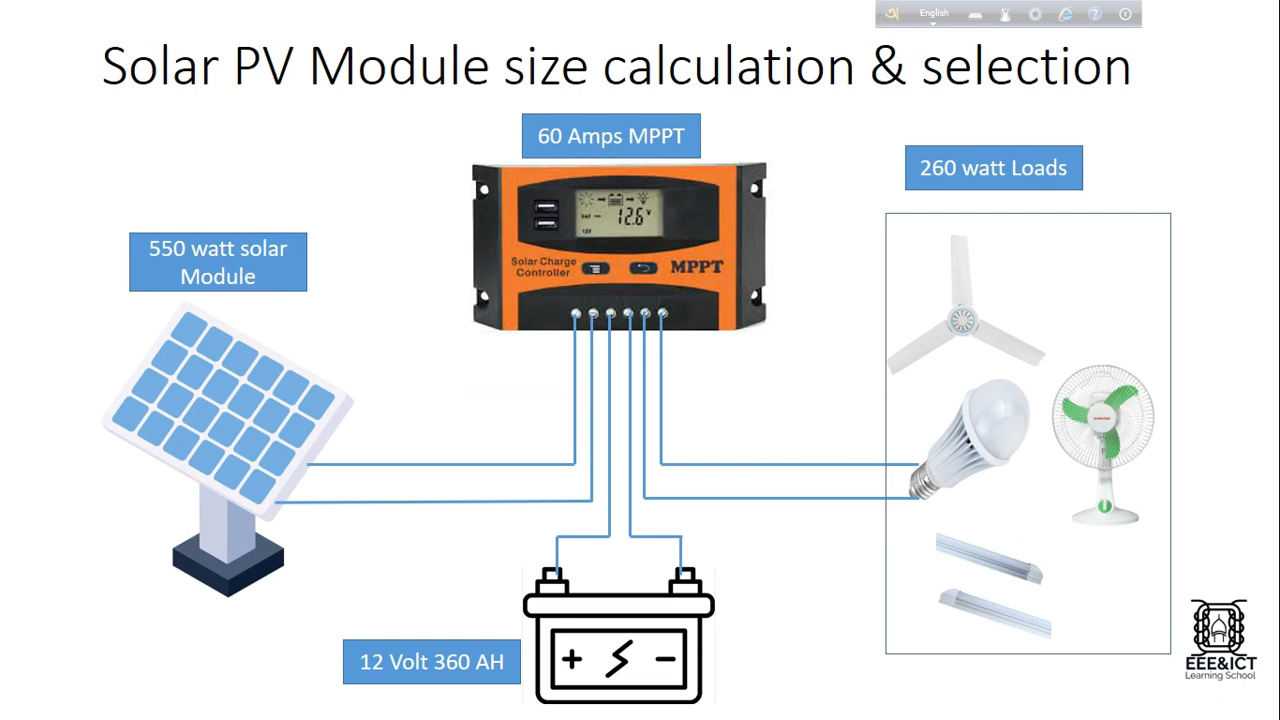 অ English
Solar PV Module size calculation & selection
60 Amps MPPT
260 watt Loads
550 watt solar
Module
12.6 V
Solar Charge
Controller
MPPT
12 Volt 360 AH
EEE&ICT
Learning School